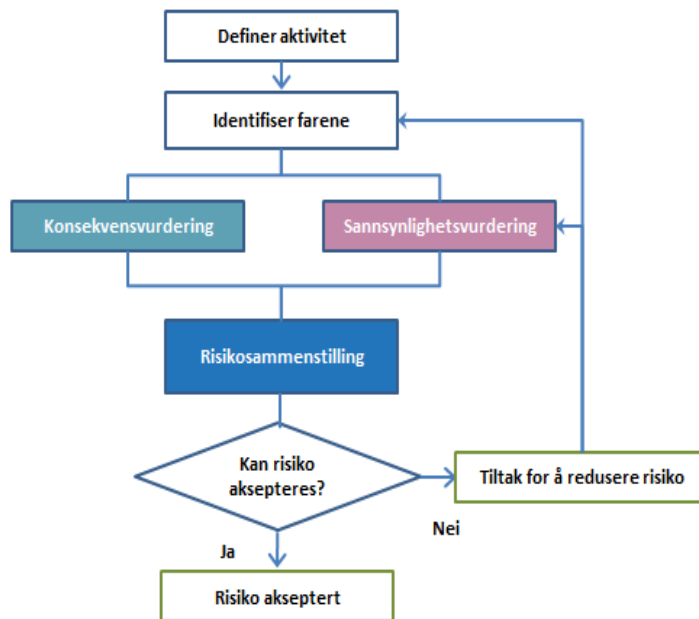 Definer aktivitet
Identifiser farene
Konsekvensvurdering
Sannsynlighetsvurdering
Risikosammenstilling
Kan risiko
aksepteres?
Tiltak for å redusere risiko
Nei
Ja
Risiko akseptert